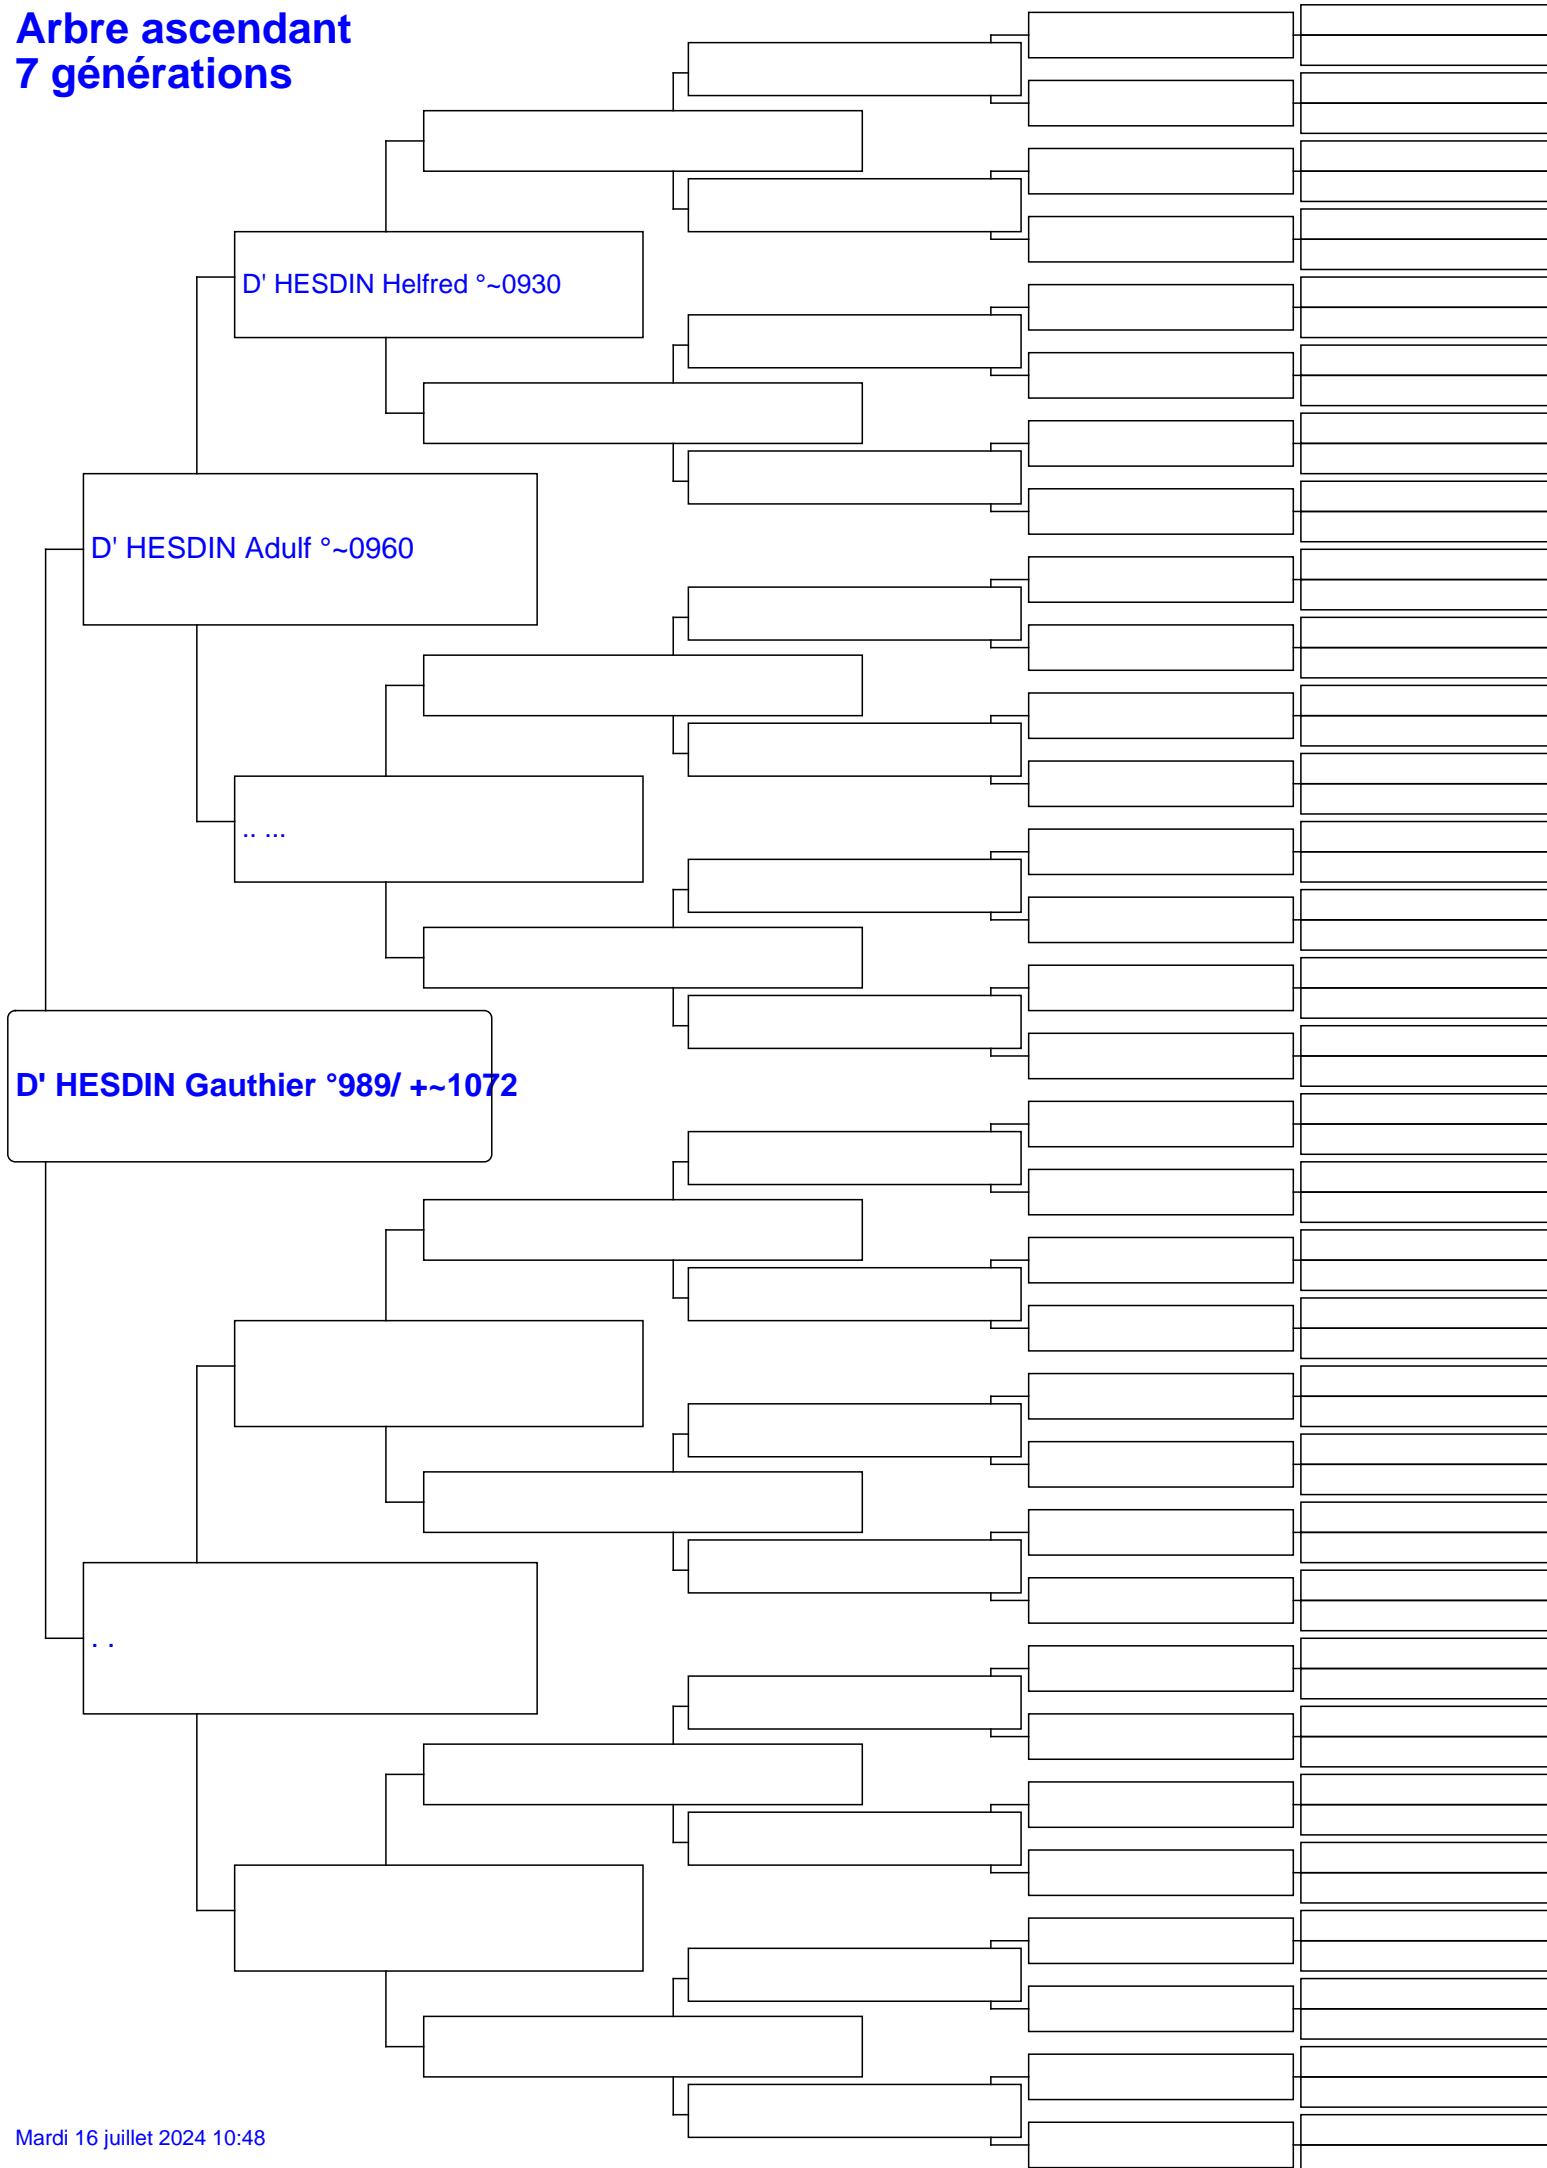 Arbre ascendant
7 générations
D' HESDIN Helfred °~0930
D' HESDIN Adulf °~0960
.. ...
D' HESDIN Gauthier °989/ +~1072
. .
Mardi 16 juillet 2024 10:48